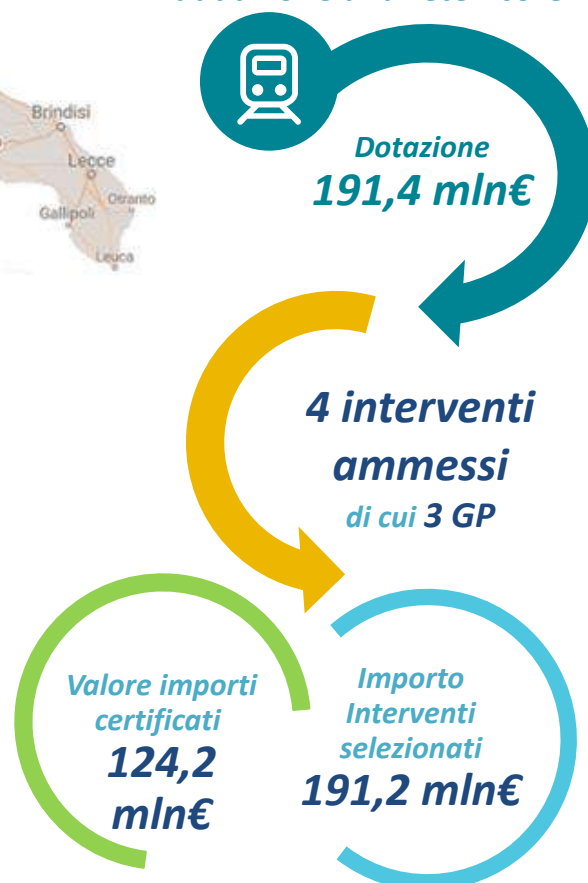 Brindisi
Lecce
Otranto
Gallipoli
Leuca
Dotazione
191,4 mln€
4 interventi
ammessi
di cui 3 GP
Valore importi
certificati
124,2
mln€
Importo
Interventi
selezionati
191,2 mln€